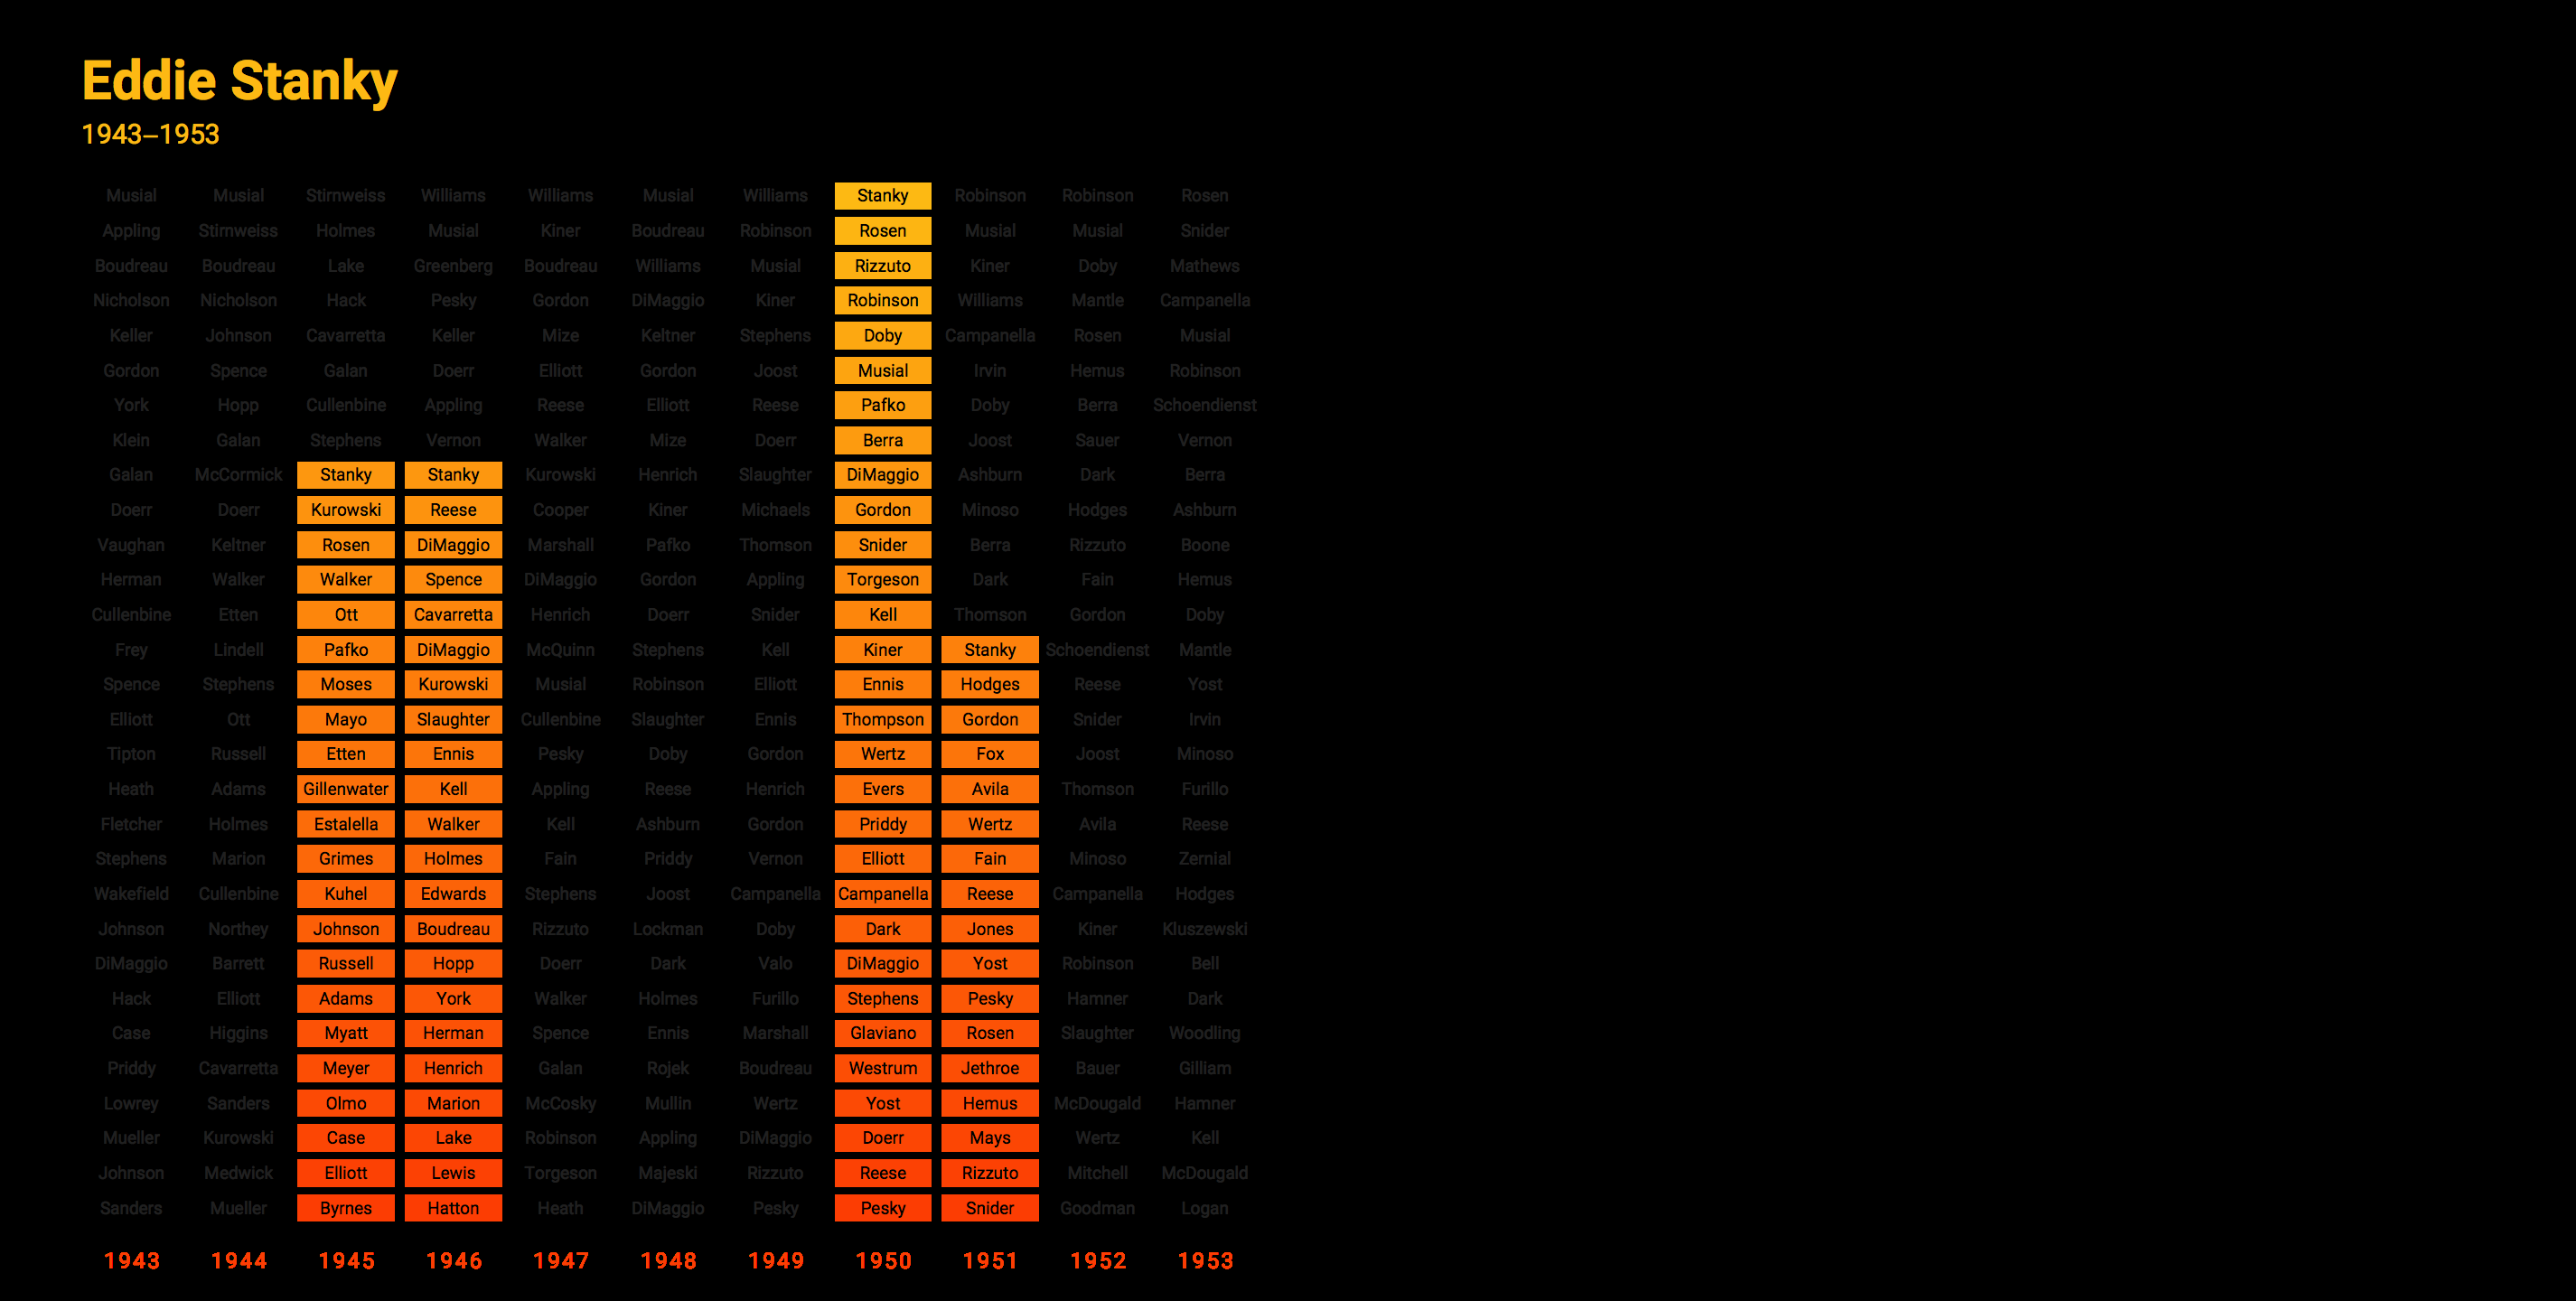 Eddie Stanky
1943–1953
Musial Musial Stirnweiss Williams Williams Musial Williams Stanky Robinson Robinson Rosen
Appling Stirnweiss Holmes Musial Kiner Boudreau Robinson Rosen Musial Musial Snider
Boudreau Boudreau Lake Greenberg Boudreau Williams Musial Rizzuto Kiner Doby Mathews
Nicholson Nicholson Hack Pesky Gordon DiMaggio Kiner Robinson Williams Mantle Campanella
Keller Johnson Cavarretta Keller Mize Keltner Stephens Doby Campanella Rosen Musial
Gordon Spence Galan Doerr Elliott Gordon Joost Musial Irvin Hemus Robinson
York Hopp Cullenbine Appling Reese Elliott Reese Pafko Doby Berra Schoendienst
Klein Galan Stephens Vernon Walker Mize Doerr Berra Joost Sauer Vernon
Galan McCormick Stanky Stanky Kurowski Henrich Slaughter DiMaggio Ashburn Dark Berra
Doerr Doerr Kurowski Reese Cooper Kiner Michaels Gordon Minoso Hodges Ashburn
Vaughan Keltner Rosen DiMaggio Marshall Pafko Thomson Snider Berra Rizzuto Boone
Herman Walker Walker Spence DiMaggio Gordon Appling Torgeson Dark Fain Hemus
Cullenbine Etten Ott Cavarretta Henrich Doerr Snider Kell Thomson Gordon Doby
Frey Lindell Pafko DiMaggio McQuinn Stephens Kell Kiner Stanky Schoendienst Mantle
Spence Stephens Moses Kurowski Musial Robinson Elliott Ennis Hodges Reese Yost
Elliott Ott Mayo Slaughter Cullenbine Slaughter Ennis Thompson Gordon Snider Irvin
Tipton Russell Etten Ennis Pesky Doby Gordon Wertz Fox Joost Minoso
Heath Adams Gillenwater Kell Appling Reese Henrich Evers Avila Thomson Furillo
Fletcher Holmes Estalella Walker Kell Ashburn Gordon Priddy Wertz Avila Reese
Stephens Marion Grimes Holmes Fain Priddy Vernon Elliott Fain Minoso Zernial
Wakefield Cullenbine Kuhel Edwards Stephens Joost Campanella Campanella Reese Campanella Hodges
Johnson Northey Johnson Boudreau Rizzuto Lockman Doby Dark Jones Kiner Kluszewski
DiMaggio Barrett Russell Hopp Doerr Dark Valo DiMaggio Yost Robinson Bell
Hack Elliott Adams York Walker Holmes Furillo Stephens Pesky Hamner Dark
Case Higgins Myatt Herman Spence Ennis Marshall Glaviano Rosen Slaughter Woodling
Priddy Cavarretta Meyer Henrich Galan Rojek Boudreau Westrum Jethroe Bauer Gilliam
Lowrey Sanders Olmo Marion McCosky Mullin Wertz Yost Hemus McDougald Hamner
Mueller Kurowski Case Lake Robinson Appling DiMaggio Doerr Mays Wertz Kell
Johnson Medwick Elliott Lewis Torgeson Majeski Rizzuto Reese Rizzuto Mitchell McDougald
Sanders Mueller Byrnes Hatton Heath DiMaggio Pesky Pesky Snider Goodman Logan
1943 1944 1945 1946 1947 1948 1949 1950 1951 1952 1953